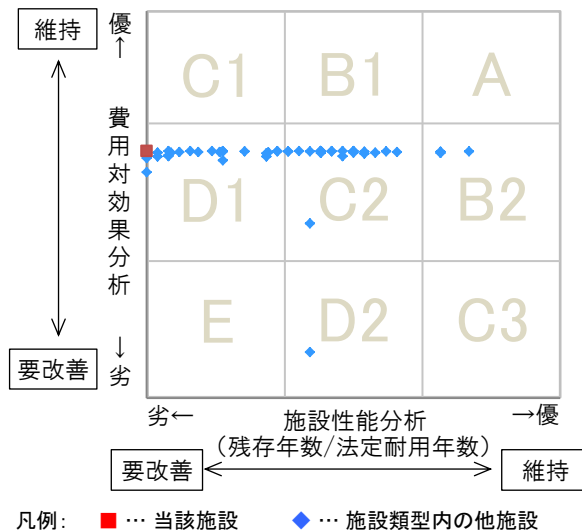 維持
優←
費用対効果分析
←劣
要改善
C1
B1
A
D1
C2
B2
E
D2
C3
劣←
施設性能分析
→優
(残存年数/法定耐用年数)
要改善
維持
凡例: ■ … 当該施設 ◆ … 施設類型内の他施設